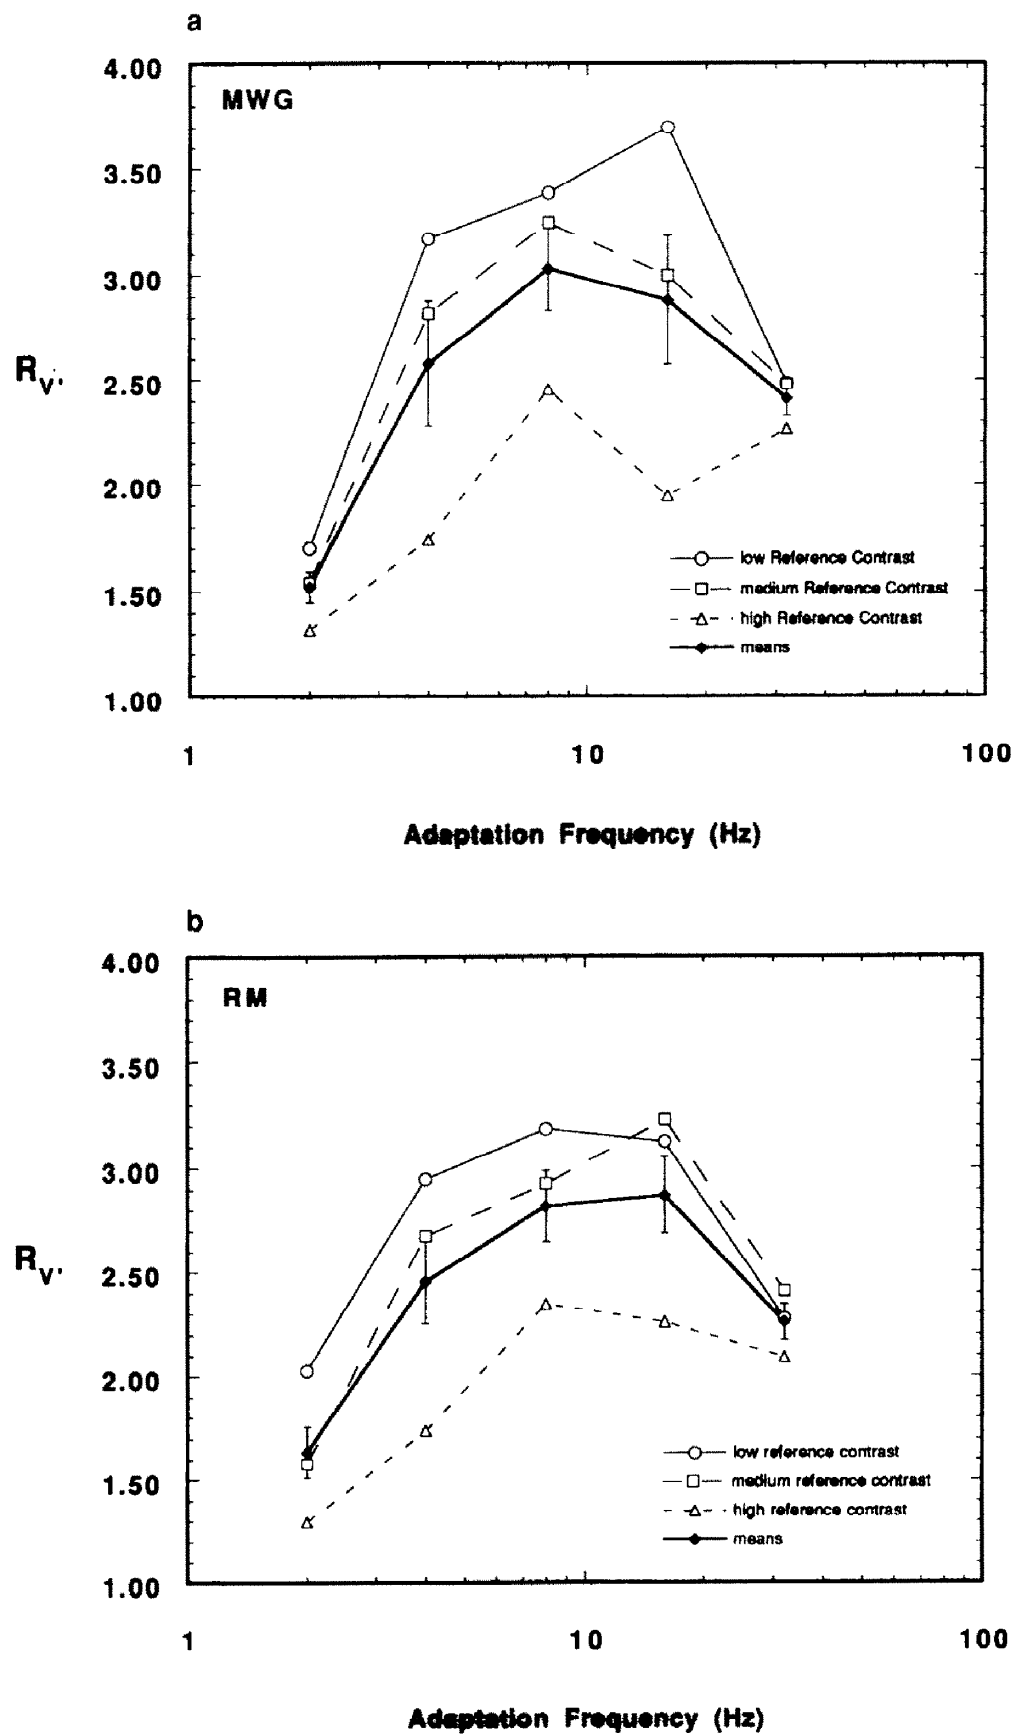 a
MWG
4.00
3.50
3.00
2.50
2.00
1.50
1.00
RV'
low Reference Contrast
medium Reference Contrast
high Reference Contrast
means
1 10 100
Adaptation Frequency (Hz)
b
RM
4.00
3.50
3.00
2.50
2.00
1.50
1.00
RV'
low reference contrast
medium reference contrast
high reference contrast
means
1 10 100
Adaptation Frequency (Hz)